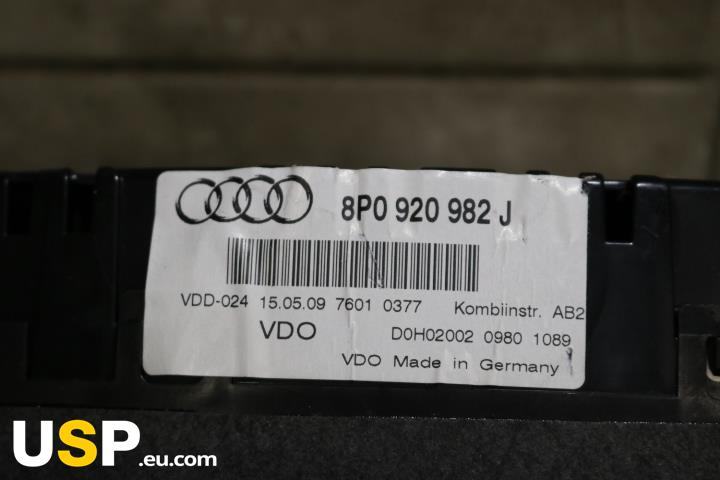 8P0 920 982 J
VDD-024 15.05.09 7601 0377 Kombiinstr. AB2
VDO D0H02002 0980 1089
VDO Made in Germany
USP.eu.com